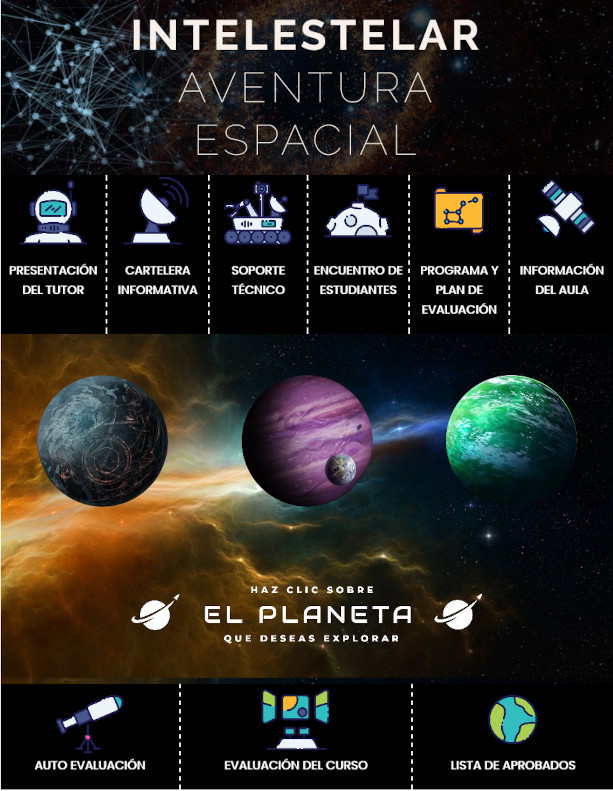 INTELESTELAR
AVENTURA
ESPACIAL
PRESENTACIÓN
DEL TUTOR
CARTELERA
INFORMATIVA
SOPORTE
TÉCNICO
ENCUENTRO DE
ESTUDIANTES
PROGRAMA Y
PLAN DE
EVALUACIÓN
INFORMACIÓN
DEL AULA
HAZ CLIC SOBRE
EL PLANETA
QUE DESEAS EXPLORAR
AUTO EVALUACIÓN
EVALUACIÓN DEL CURSO
LISTA DE APROBADOS